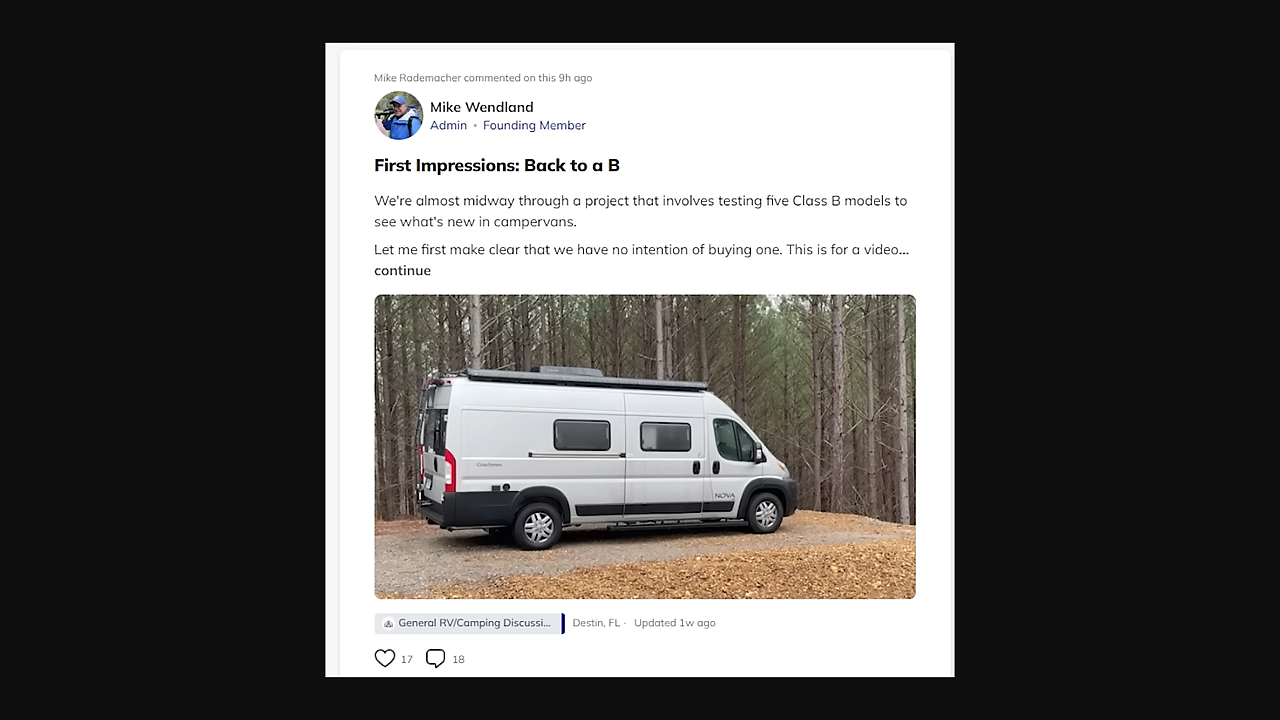 Mike Rademacher commented on this 9h ago
Mike Wendland
Admin • Founding Member
First Impressions: Back to a B
We're almost midway through a project that involves testing five Class B models to
see what's new in campervans.
Let me first make clear that we have no intention of buying one. This is for a video...
continue
Coachmen
NOVA
General RV/Camping Discussi...
Destin, FL · Updated 1w ago
17 18